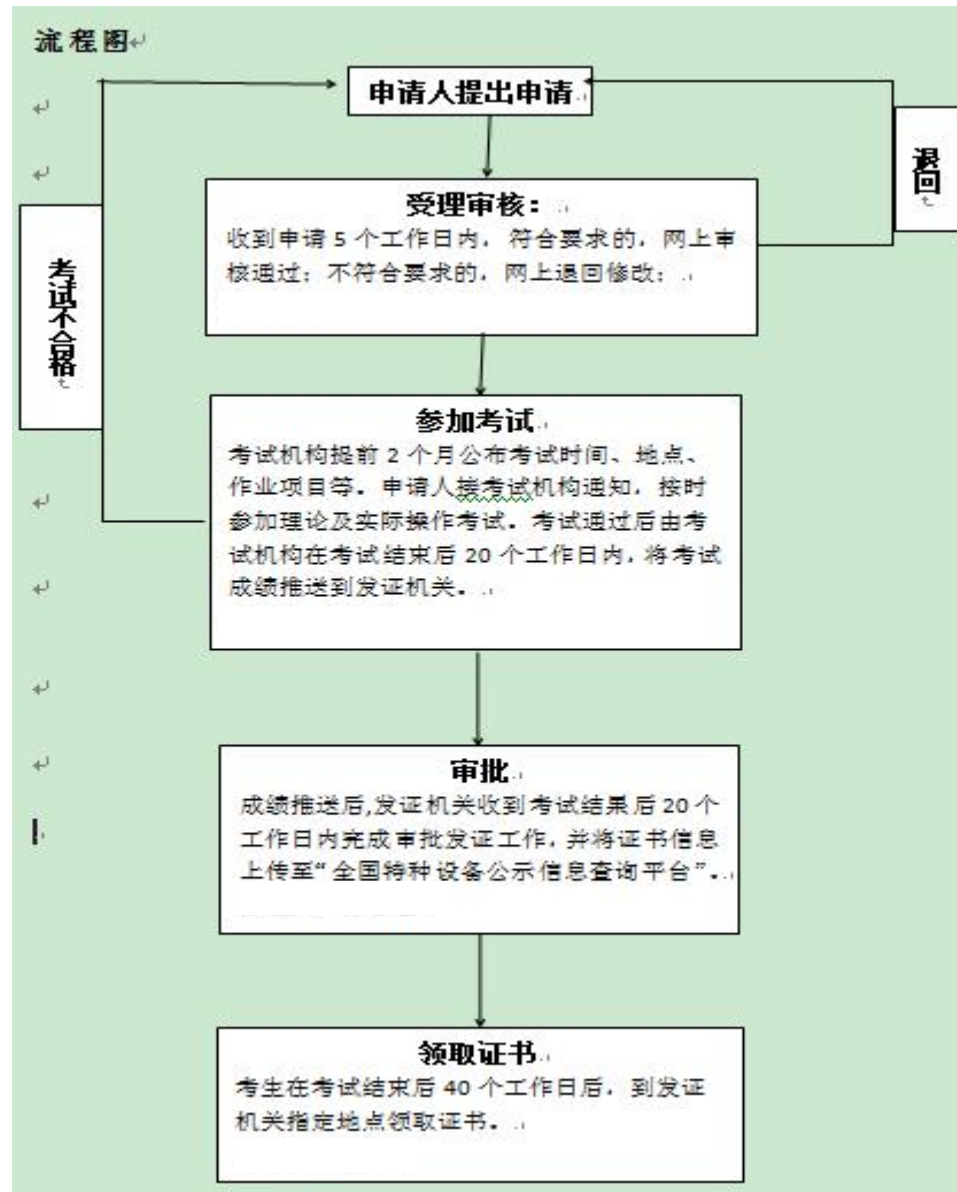 流程图
申请人提出申请
退回
受理审核：
收到申请 5 个工作日内，符合要求的，网上审
核通过；不符合要求的，网上退回修改；
考试不合格
参加考试
考试机构提前 2 个月公布考试时间、地点、
作业项目等。申请人接考试机构通知，按时
参加理论及实际操作考试。考试通过后由考
试机构在考试结束后 20 个工作日内，将考试
成绩推送到发证机关。
审批
成绩推送后,发证机关收到考试结果后 20 个
工作日内完成审批发证工作，并将证书信息
上传至“全国特种设备公示信息查询平台”。
领取证书
考生在考试结束后 40 个工作日后，到发证
机关指定地点领取证书。